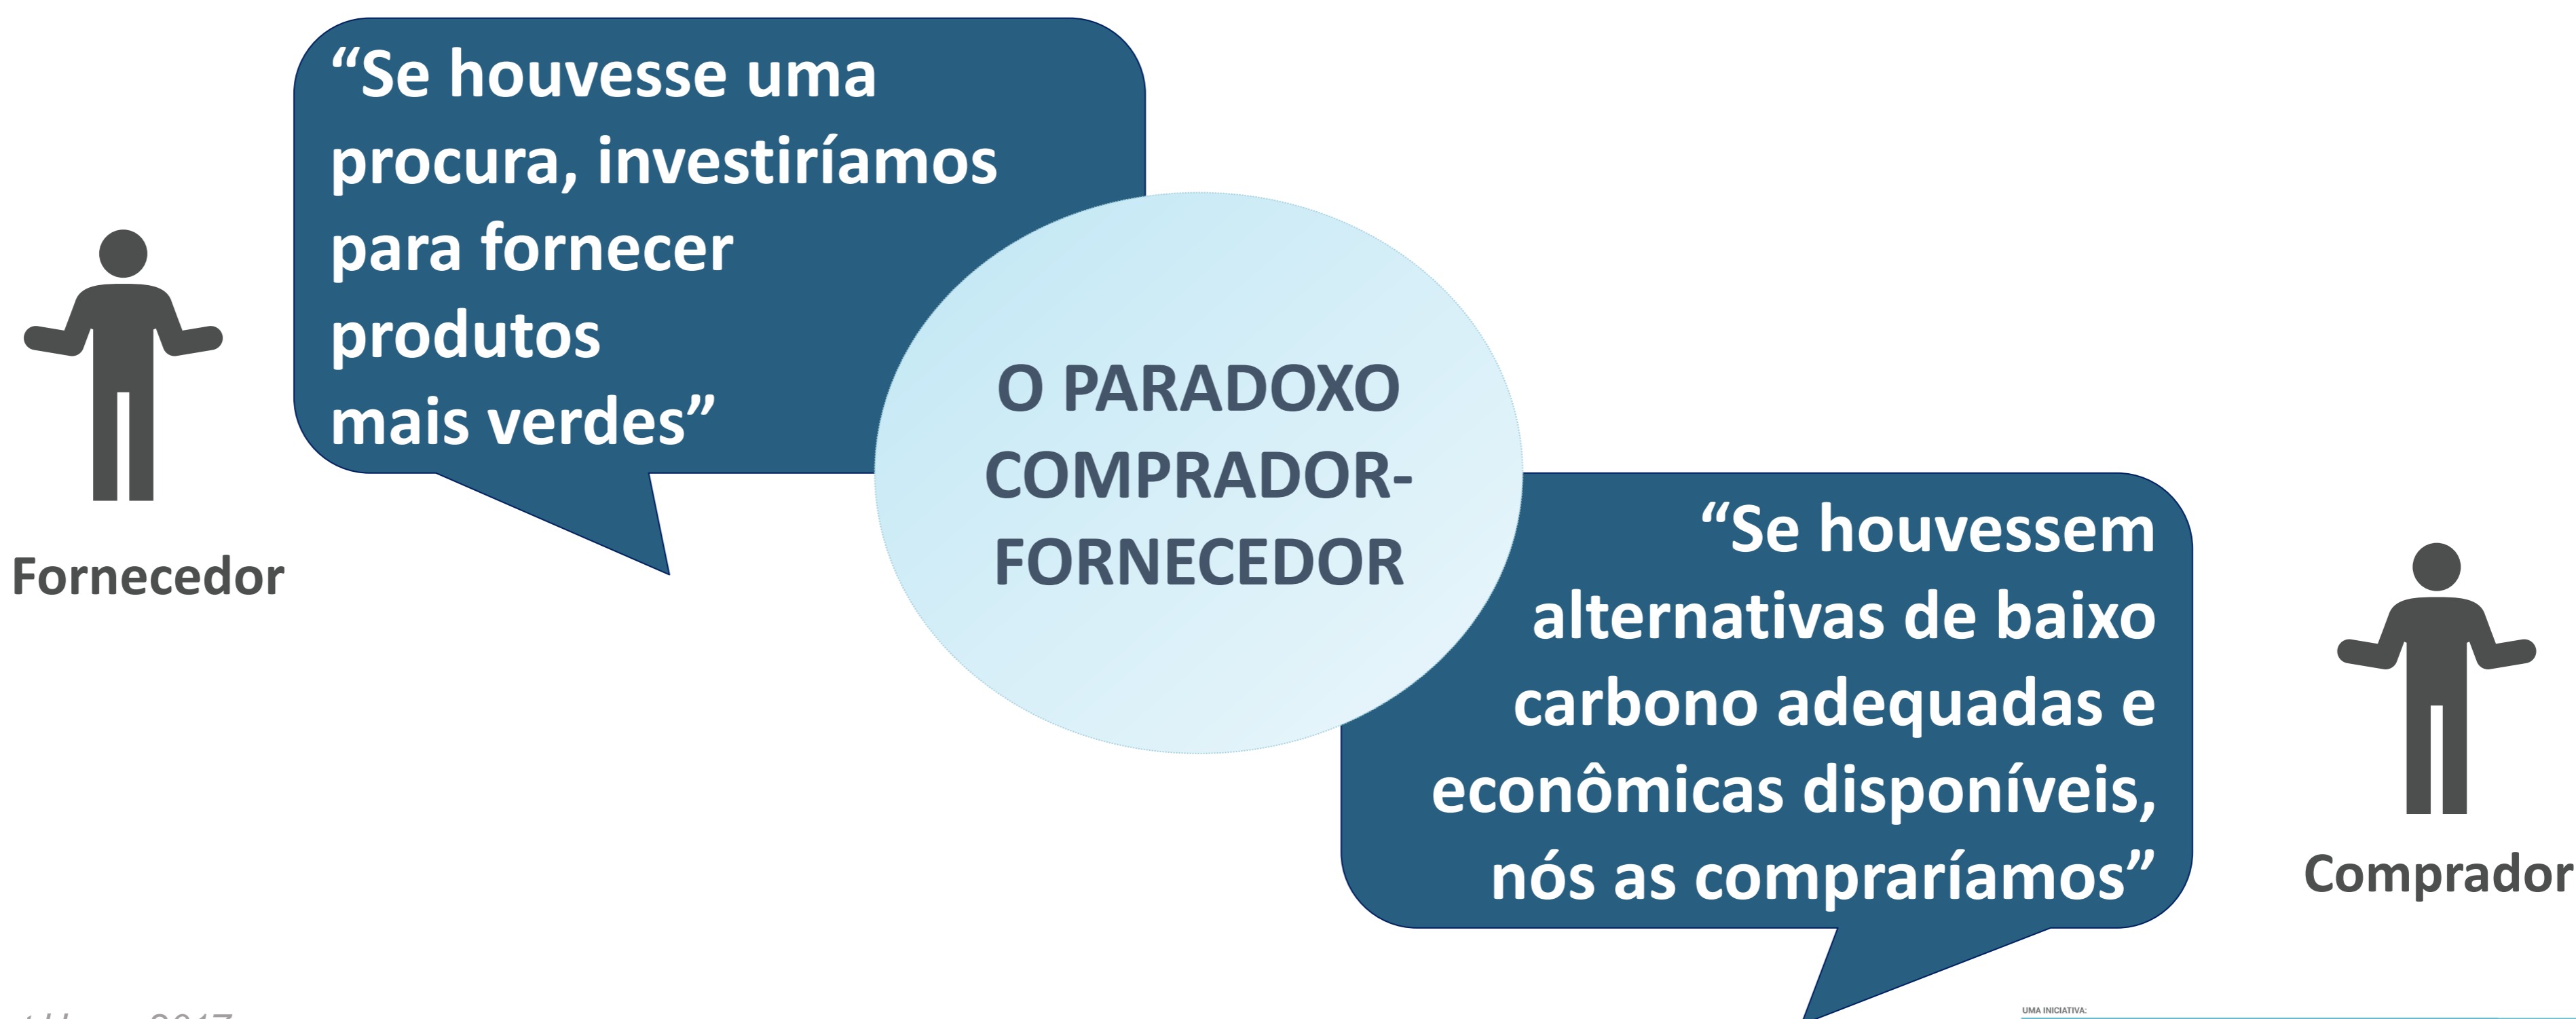 “Se houvesse uma
procura, investiríamos
para fornecer
produtos
mais verdes”
Fornecedor
O PARADOXO
COMPRADOR-
FORNECEDOR
“Se houvessem
alternativas de baixo
carbono adequadas e
econômicas disponíveis,
nós as compraríamos”
Comprador
UMA INICIATIVA: